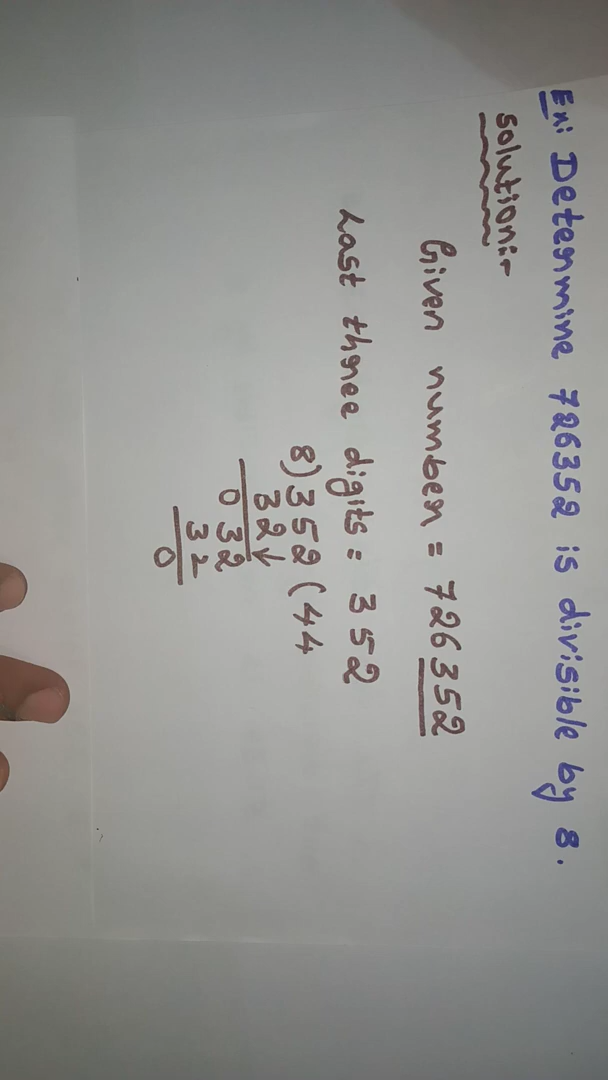 Ex: Determine 726352 is divisible by 8.
Solution:-
Given number = 726352
Last three digits = 352
8)352(44
32↓
032
32
0